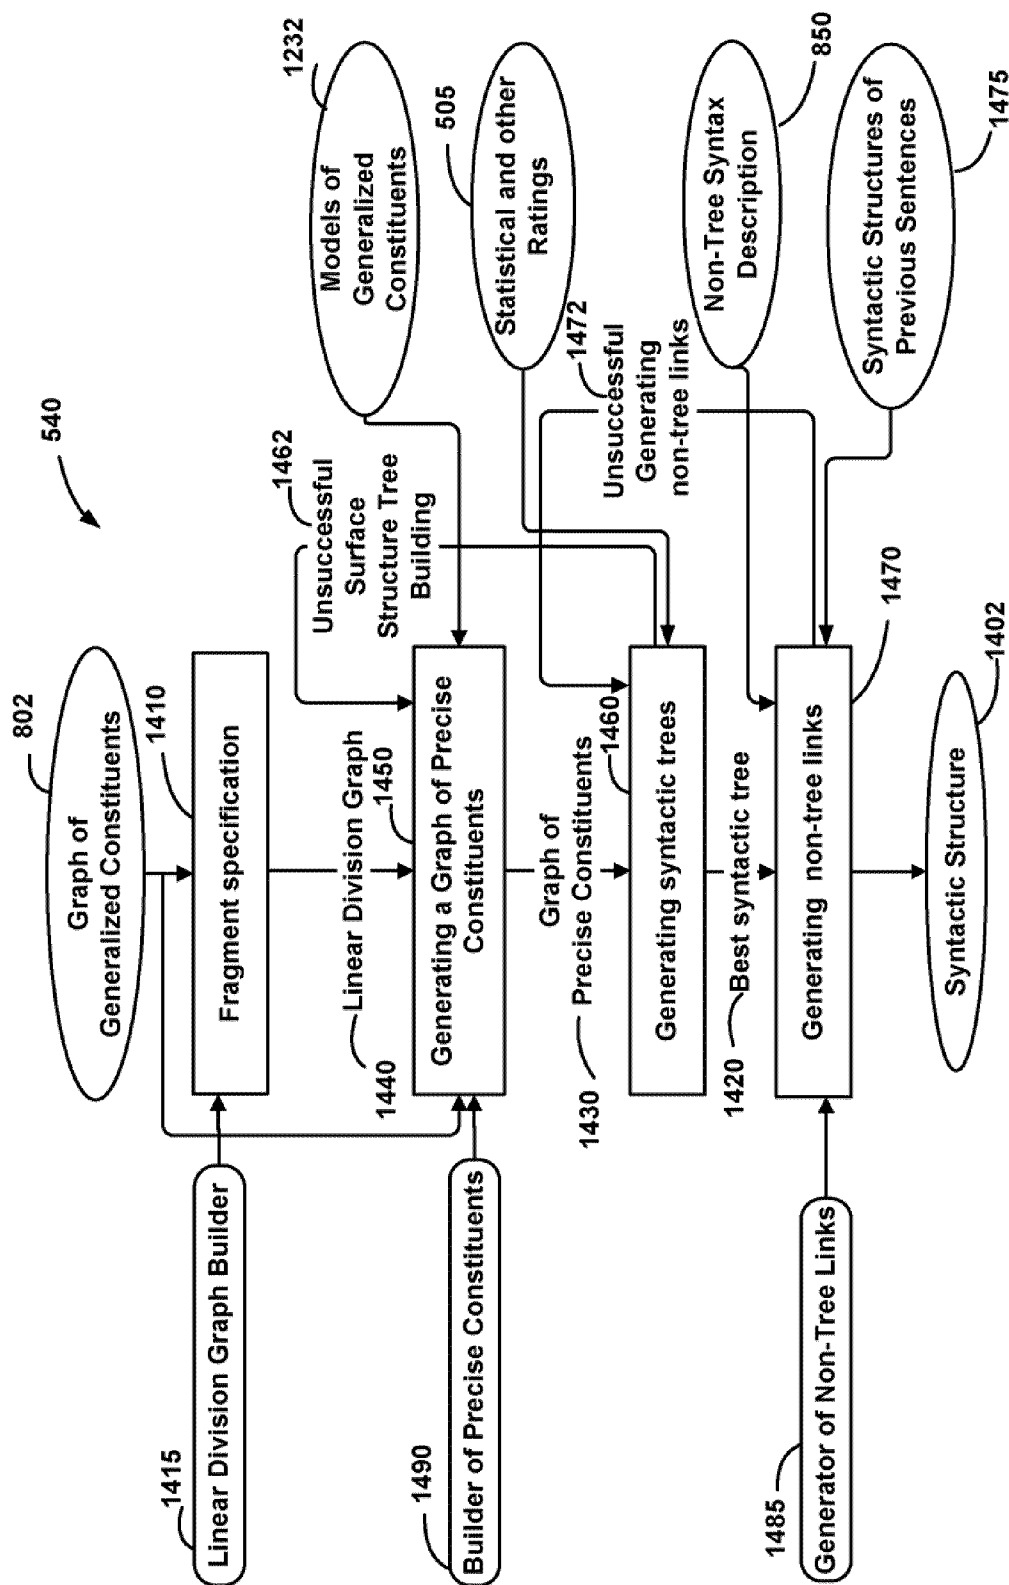 540
802
Graph of
Generalized Constituents
1410
Fragment specification
1415
Linear Division Graph Builder
1462
Unsuccessful
Surface
Structure Tree
Building
1232
Models of
Generalized
Constituents
1440
Linear Division Graph
1450
Generating a Graph of Precise
Constituents
1490
Builder of Precise Constituents
505
Statistical and other
Ratings
1472
Unsuccessful
Generating
non-tree links
Graph of
Precise Constituents
1430
1460
Generating syntactic trees
850
Non-Tree Syntax
Description
1420
Best syntactic tree
1470
Generating non-tree links
1485
Generator of Non-Tree Links
Syntactic Structures of
Previous Sentences
1475
1402
Syntactic Structure